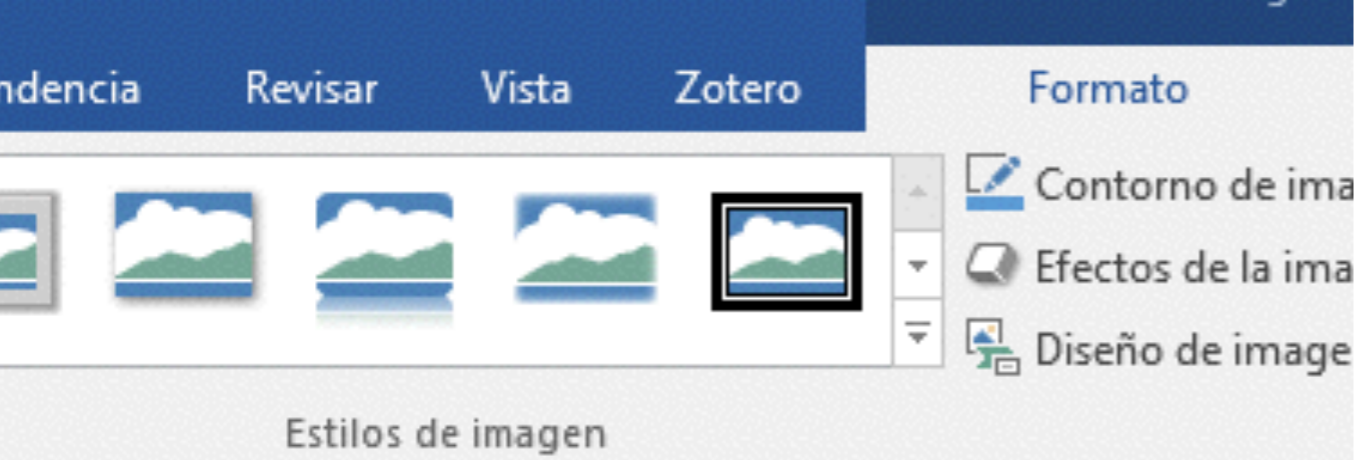 ndencia Revisar Vista Zotero Formato
Contorno de ima
Efectos de la ima
Diseño de image
Estilos de imagen